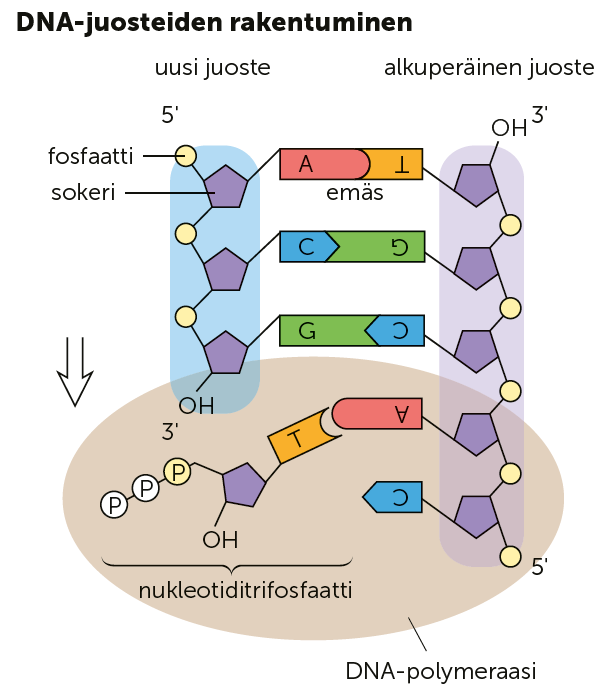 DNA-juosteiden rakentuminen
uusi juoste
alkuperäinen juoste
5'
3'
OH
fosfaatti
A
T
sokeri
emäs
C
G
G
C
OH
3'
A
T
P
P
P
C
OH
5'
nukleotiditrifosfaatti
DNA-polymeraasi